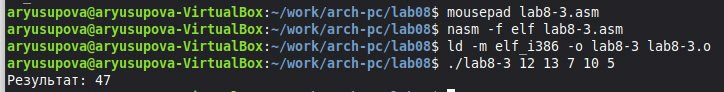 aryusupova@aryusupova-VirtualBox:~/work/arch-pc/lab08$ mousepad lab8-3.asm
aryusupova@aryusupova-VirtualBox:~/work/arch-pc/lab08$ nasm -f elf lab8-3.asm
aryusupova@aryusupova-VirtualBox:~/work/arch-pc/lab08$ ld -m elf_i386 -o lab8-3 lab8-3.o
aryusupova@aryusupova-VirtualBox:~/work/arch-pc/lab08$ ./lab8-3 12 13 7 10 5
Результат: 47